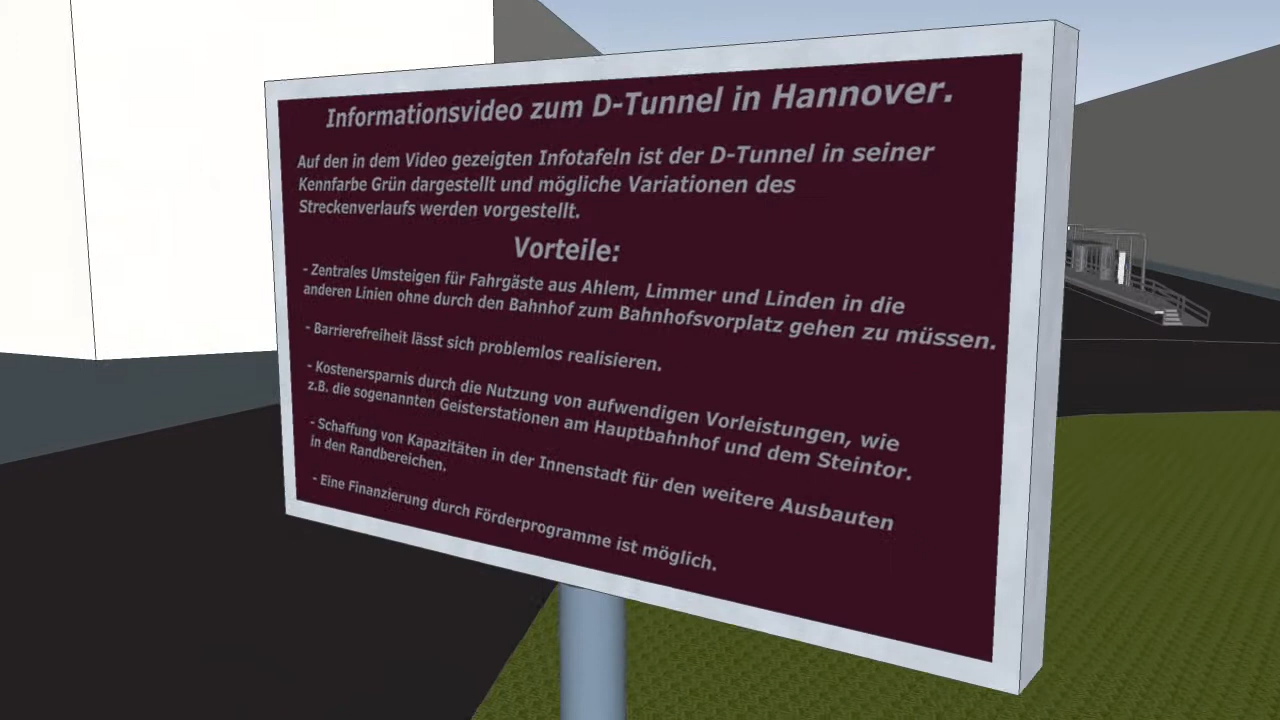 Informationsvideo zum D-Tunnel in Hannover.
Auf den in dem Video gezeigten Infotafeln ist der D-Tunnel in seiner
Kennfarbe Grün dargestellt und mögliche Variationen des
Streckenverlaufs werden vorgestellt.
Vorteile:
- Zentrales Umsteigen für Fahrgäste aus Ahlem, Limmer und Linden in die
anderen Linien ohne durch den Bahnhof zum Bahnhofsvorplatz gehen zu müssen.
- Barrierefreiheit lässt sich problemlos realisieren.
- Kostenersparnis durch die Nutzung von aufwendigen Vorleistungen, wie
z.B. die sogenannten Geisterstationen am Hauptbahnhof und dem Steintor.
- Schaffung von Kapazitäten in der Innenstadt für den weitere Ausbauten
in den Randbereichen.
- Eine Finanzierung durch Förderprogramme ist möglich.